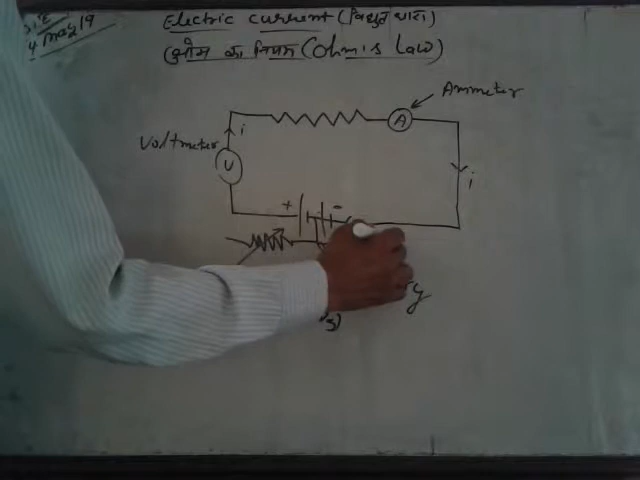 4 May 19
Electric current (विद्युत धारा)
ओम का नियम (Ohm's Law)
Ammeter
A
i
Voltmeter
V
i
+ -